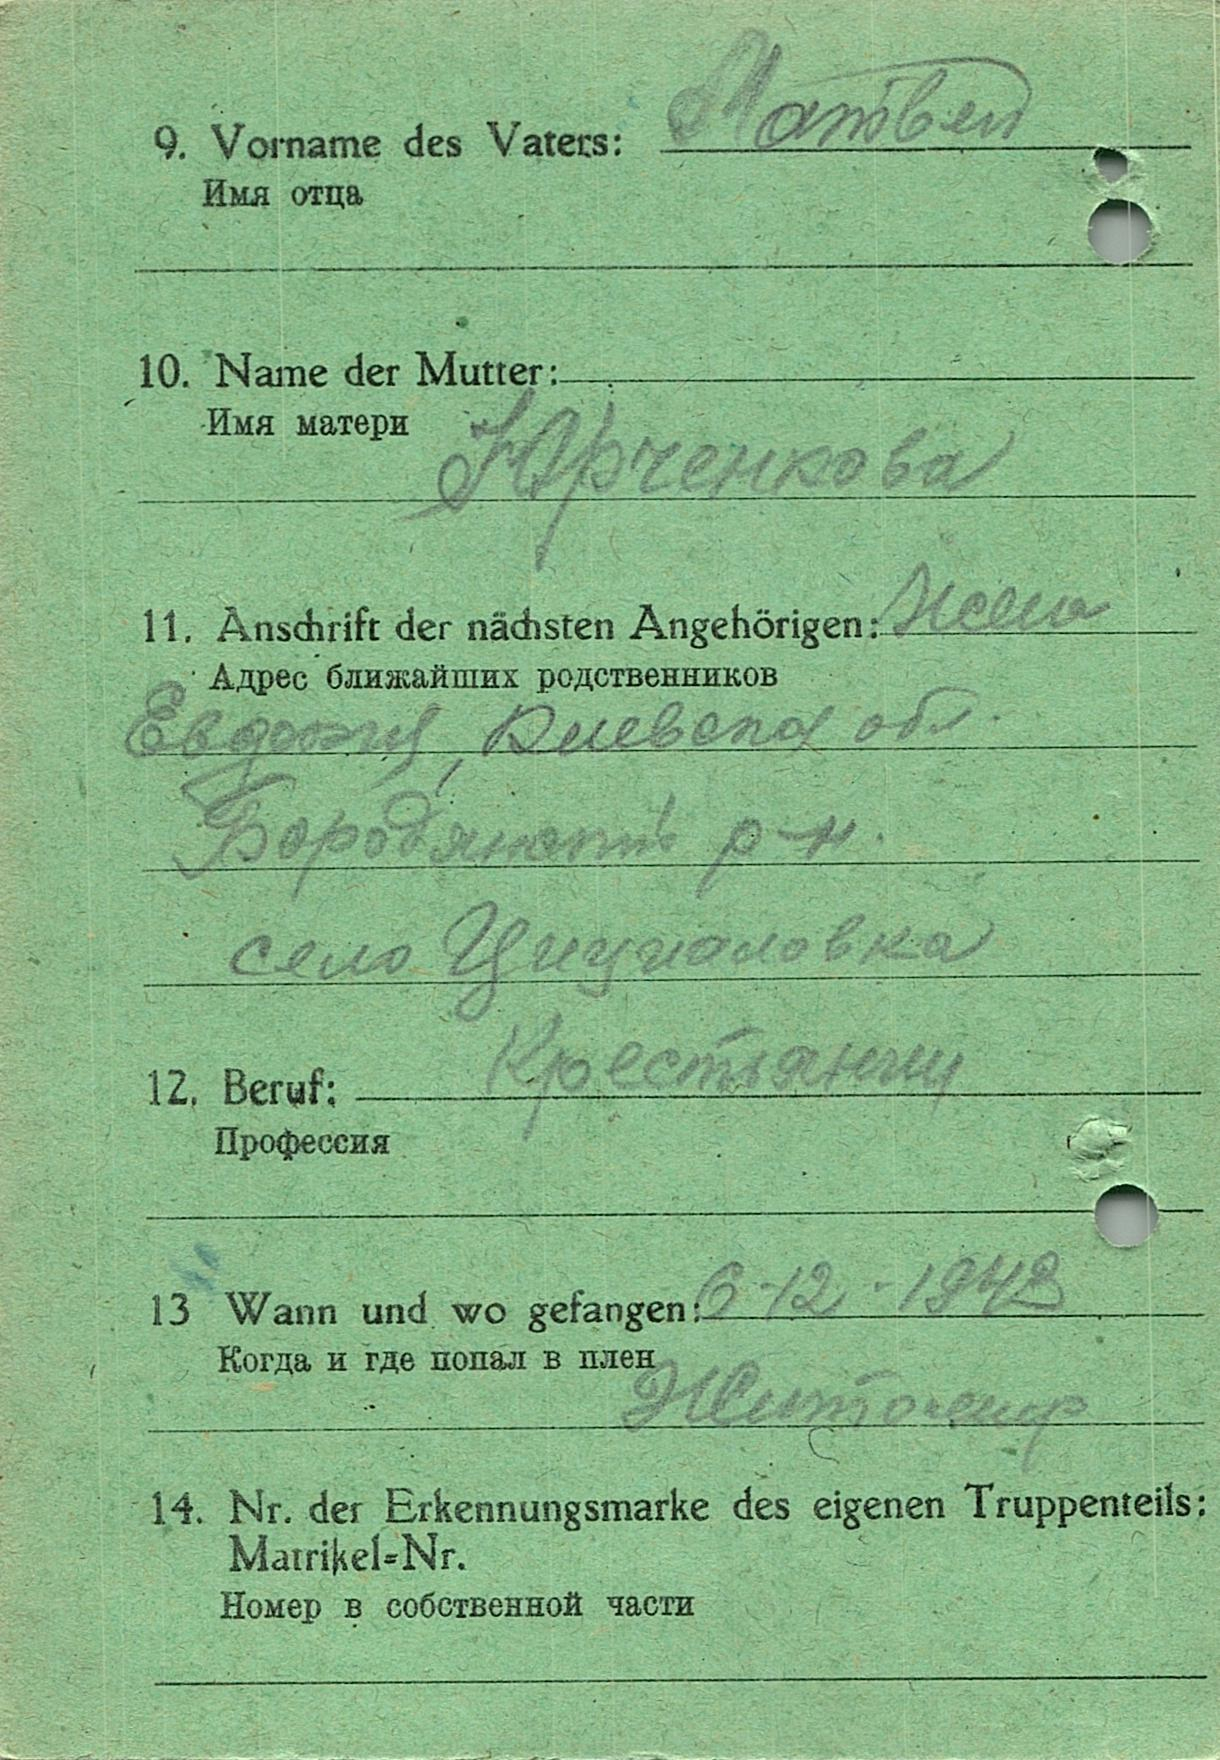 9. Vorname des Vaters: Матвей
Имя отца
10. Name der Mutter:
Имя матери
Юрченкова
11. Anschrift der nächsten Angehörigen: Жена
Адрес ближайших родственников
Евдокия, Киевская обл.
Бородянский р-н.
село
12. Beruf: Крестьянин
Профессия
13 Wann und wo gefangen: 6-12-1943
Когда и где попал в плен
Житомир
14. Nr. der Erkennungsmarke des eigenen Truppenteils:
Matrikel=Nr.
Номер в собственной части